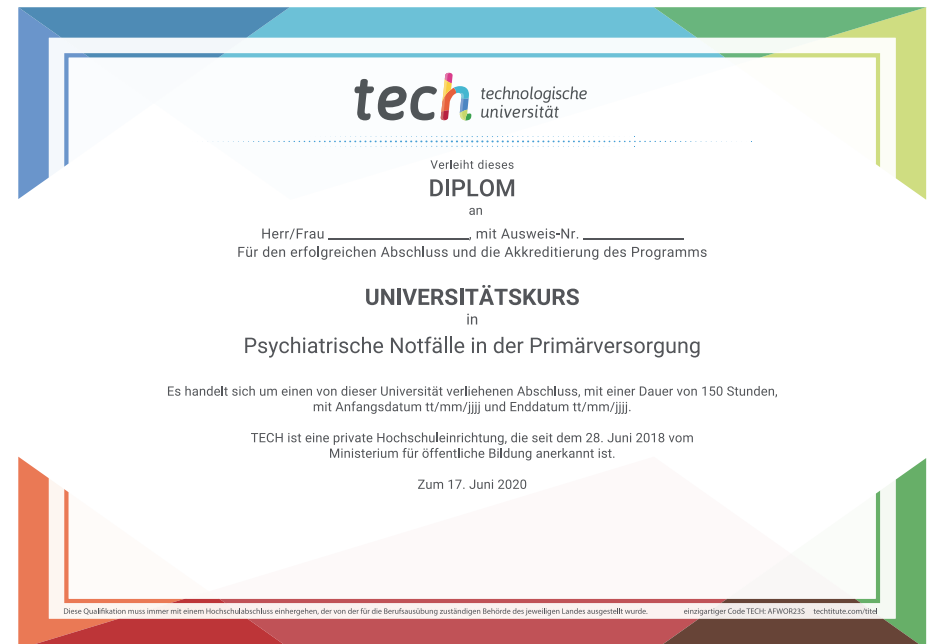 tech technologische
universität
Verleiht dieses
DIPLOM
an
Herr/Frau ____________, mit Ausweis-Nr. ____________
Für den erfolgreichen Abschluss und die Akkreditierung des Programms
UNIVERSITÄTSKURS
in
Psychiatrische Notfälle in der Primärversorgung
Es handelt sich um einen von dieser Universität verliehenen Abschluss, mit einer Dauer von 150 Stunden,
mit Anfangsdatum tt/mm/jjjj und Enddatum tt/mm/jjjj.
TECH ist eine private Hochschuleinrichtung, die seit dem 28. Juni 2018 vom
Ministerium für öffentliche Bildung anerkannt ist.
Zum 17. Juni 2020
Diese Qualifikation muss immer mit einem Hochschulabschluss einhergehen, der von der für die Berufsausübung zuständigen Behörde des jeweiligen Landes ausgestellt wurde. einzigartiger Code TECH: AFWOR23S techtitute.com/titel